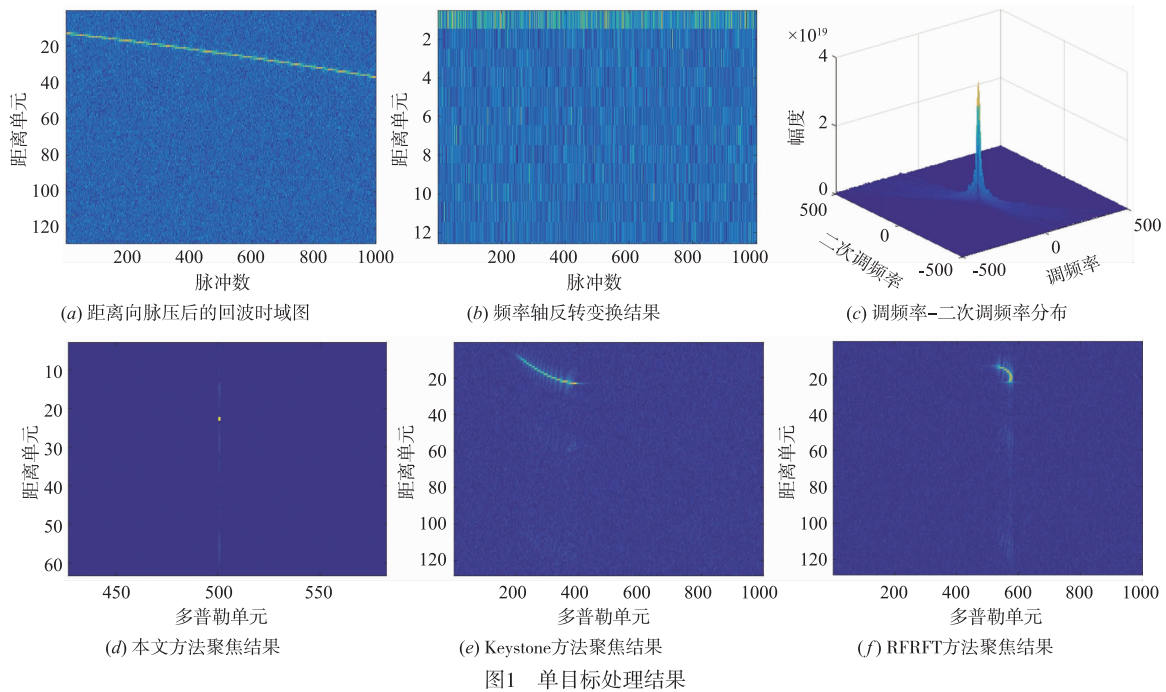 20
40
60
80
100
120
距离单元
200 400 600 800 1000
脉冲数
(a) 距离向脉压后的回波时域图
2
4
6
8
10
12
距离单元
200 400 600 800 1000
脉冲数
(b) 频率轴反转变换结果
×10¹⁹
4
2
0
幅度
500
0
-500
二次调频率
-500
0
500
调频率
(c) 调频率-二次调频率分布
10
20
30
40
50
60
距离单元
450 500 550
多普勒单元
(d) 本文方法聚焦结果
20
40
60
80
100
120
距离单元
200 400 600 800 1000
多普勒单元
(e) Keystone方法聚焦结果
20
40
60
80
100
120
距离单元
200 400 600 800 1000
多普勒单元
(f) RFRFT方法聚焦结果
图1 单目标处理结果